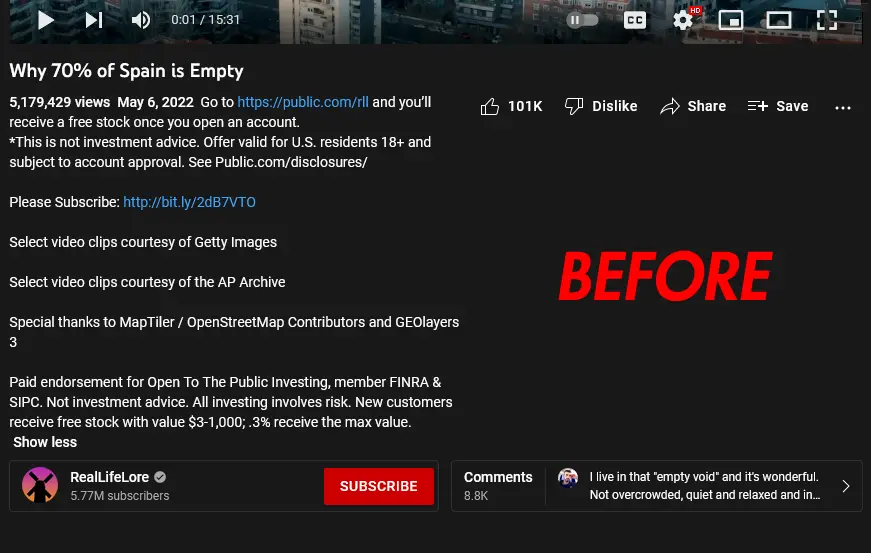 0:01 / 15:31
CC
HD
Why 70% of Spain is Empty
5,179,429 views May 6, 2022 Go to https://public.com/rll and you’ll
receive a free stock once you open an account.
*This is not investment advice. Offer valid for U.S. residents 18+ and
subject to account approval. See Public.com/disclosures/
101K
Dislike
Share
Save
Please Subscribe: http://bit.ly/2dB7VTO
Select video clips courtesy of Getty Images
Select video clips courtesy of the AP Archive
BEFORE
Special thanks to MapTiler / OpenStreetMap Contributors and GEOlayers
3
Paid endorsement for Open To The Public Investing, member FINRA &
SIPC. Not investment advice. All investing involves risk. New customers
receive free stock with value $3-1,000; .3% receive the max value.
Show less
RealLifeLore
5.77M subscribers
SUBSCRIBE
Comments
8.8K
I live in that "empty void" and it's wonderful.
Not overcrowded, quiet and relaxed and in...